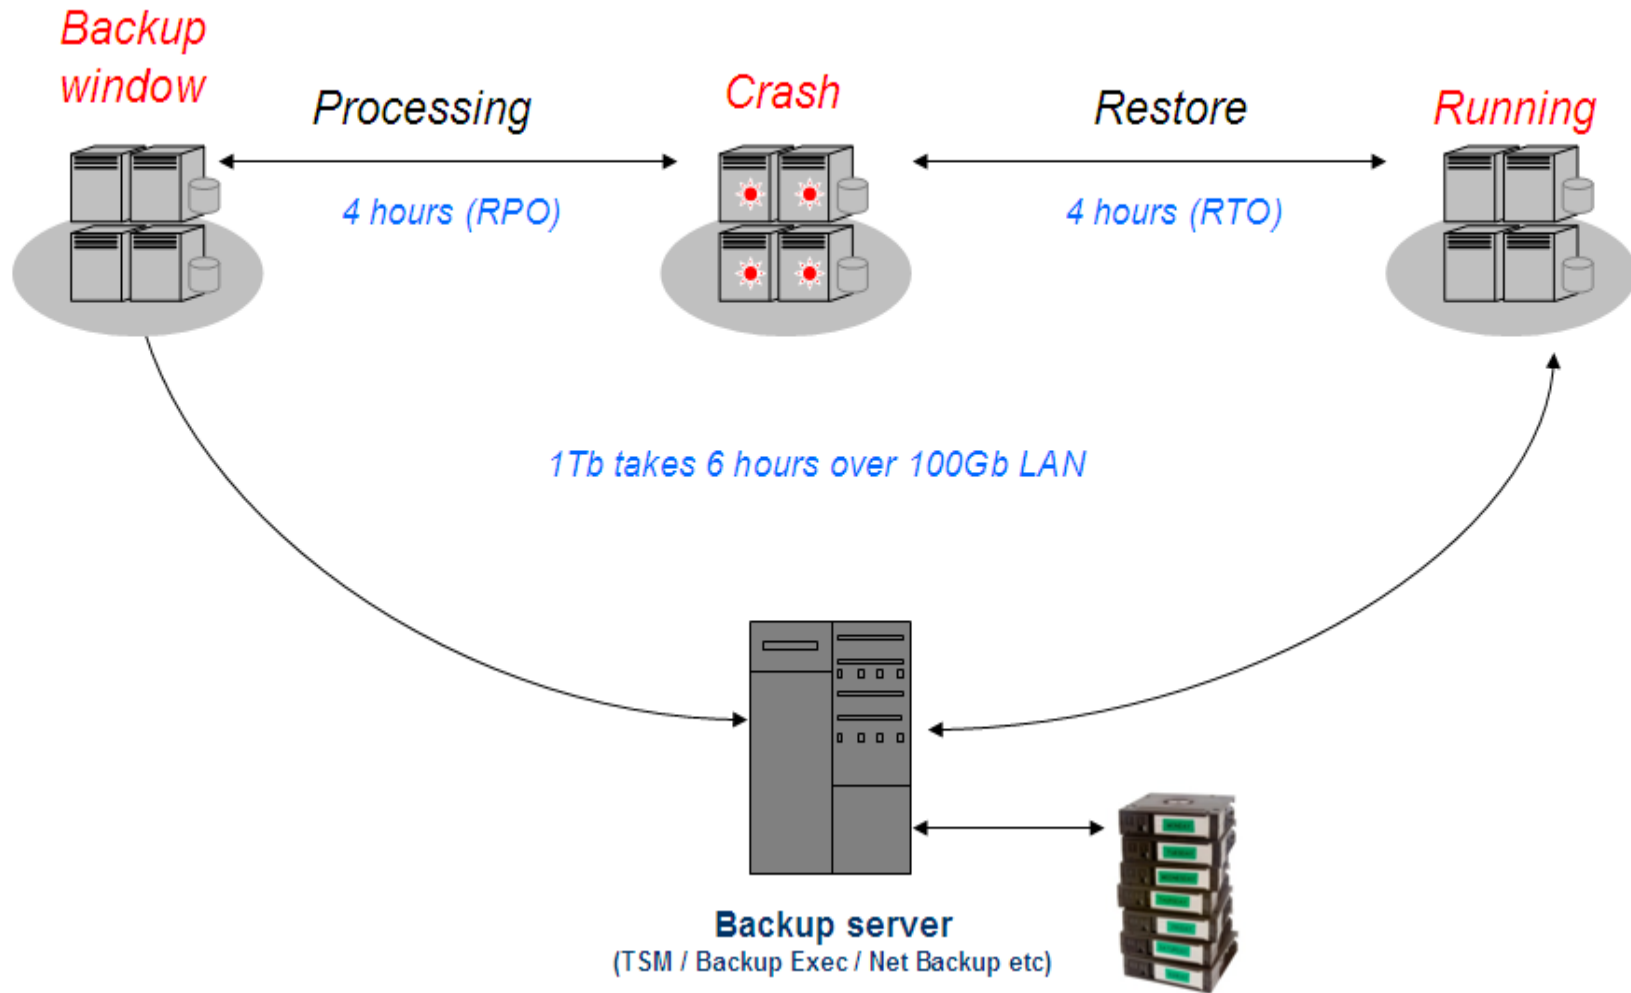 Backup
window
Processing
Crash
Restore
Running
4 hours (RPO)
4 hours (RTO)
1Tb takes 6 hours over 100Gb LAN
Backup server
(TSM / Backup Exec / Net Backup etc)